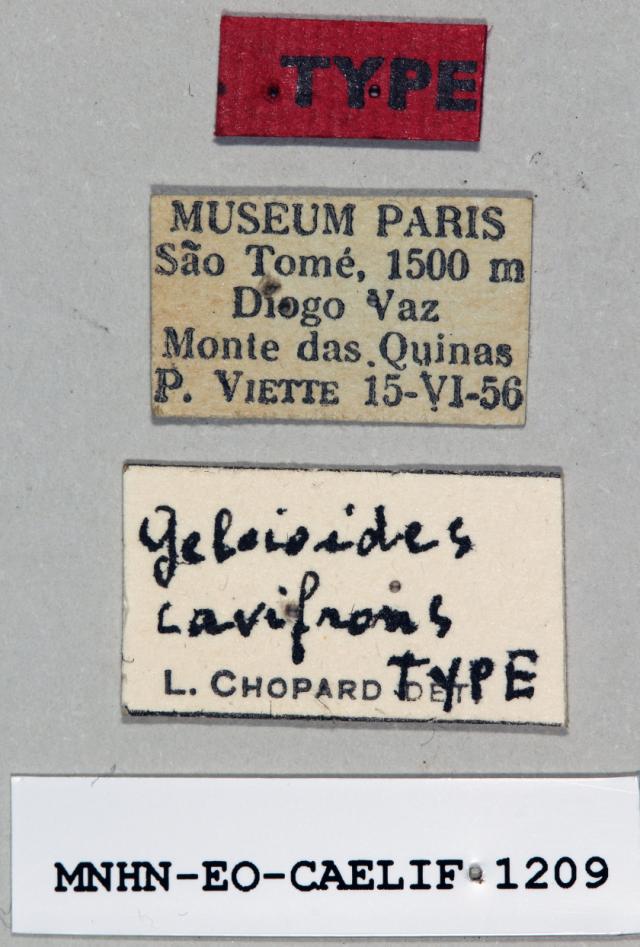 TYPE
MUSEUM PARIS
São Tomé, 1500 m
Diogo Vaz
Monte das Quinas
P. VIETTE 15-VI-56
Geloioides
cavifrons
L. CHOPARD DET
TYPE
MNHN-EO-CAELIF 1209